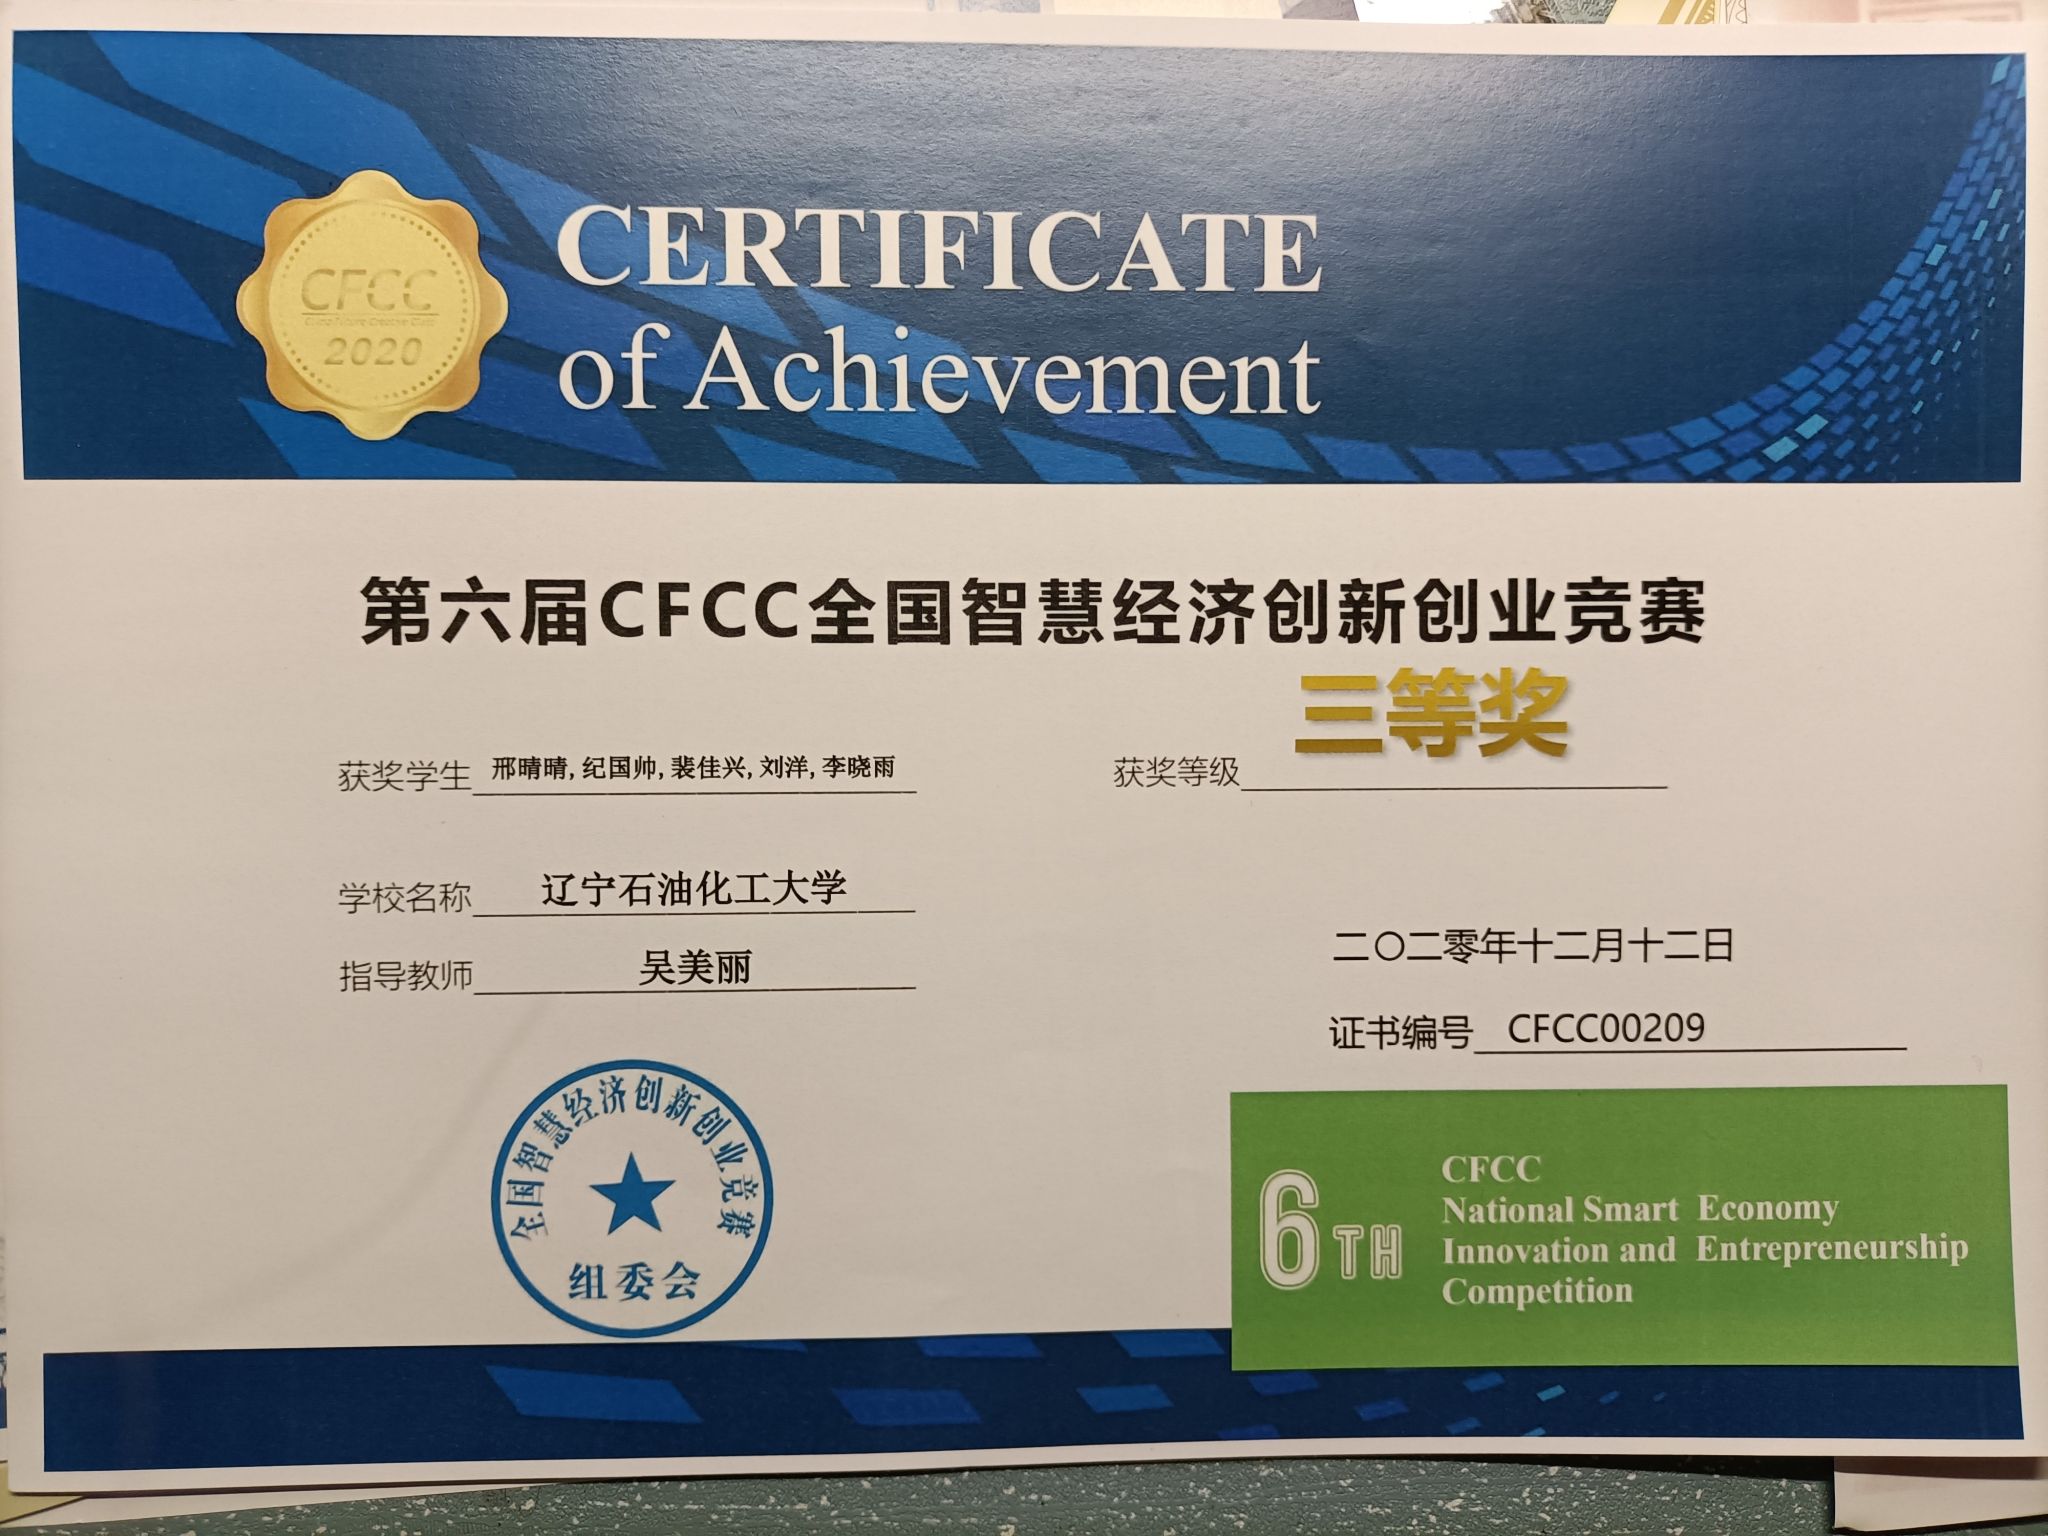 CFCC
2020
CERTIFICATE
of Achievement
第六届CFCC全国智慧经济创新创业竞赛
三等奖
获奖学生 邢晴晴,纪国帅,裴佳兴,刘洋,李晓雨
获奖等级
学校名称 辽宁石油化工大学
指导教师 吴美丽
二〇二零年十二月十二日
证书编号 CFCC00209
全国智慧经济创新创业竞赛
组委会
6TH
CFCC
National Smart Economy
Innovation and Entrepreneurship
Competition